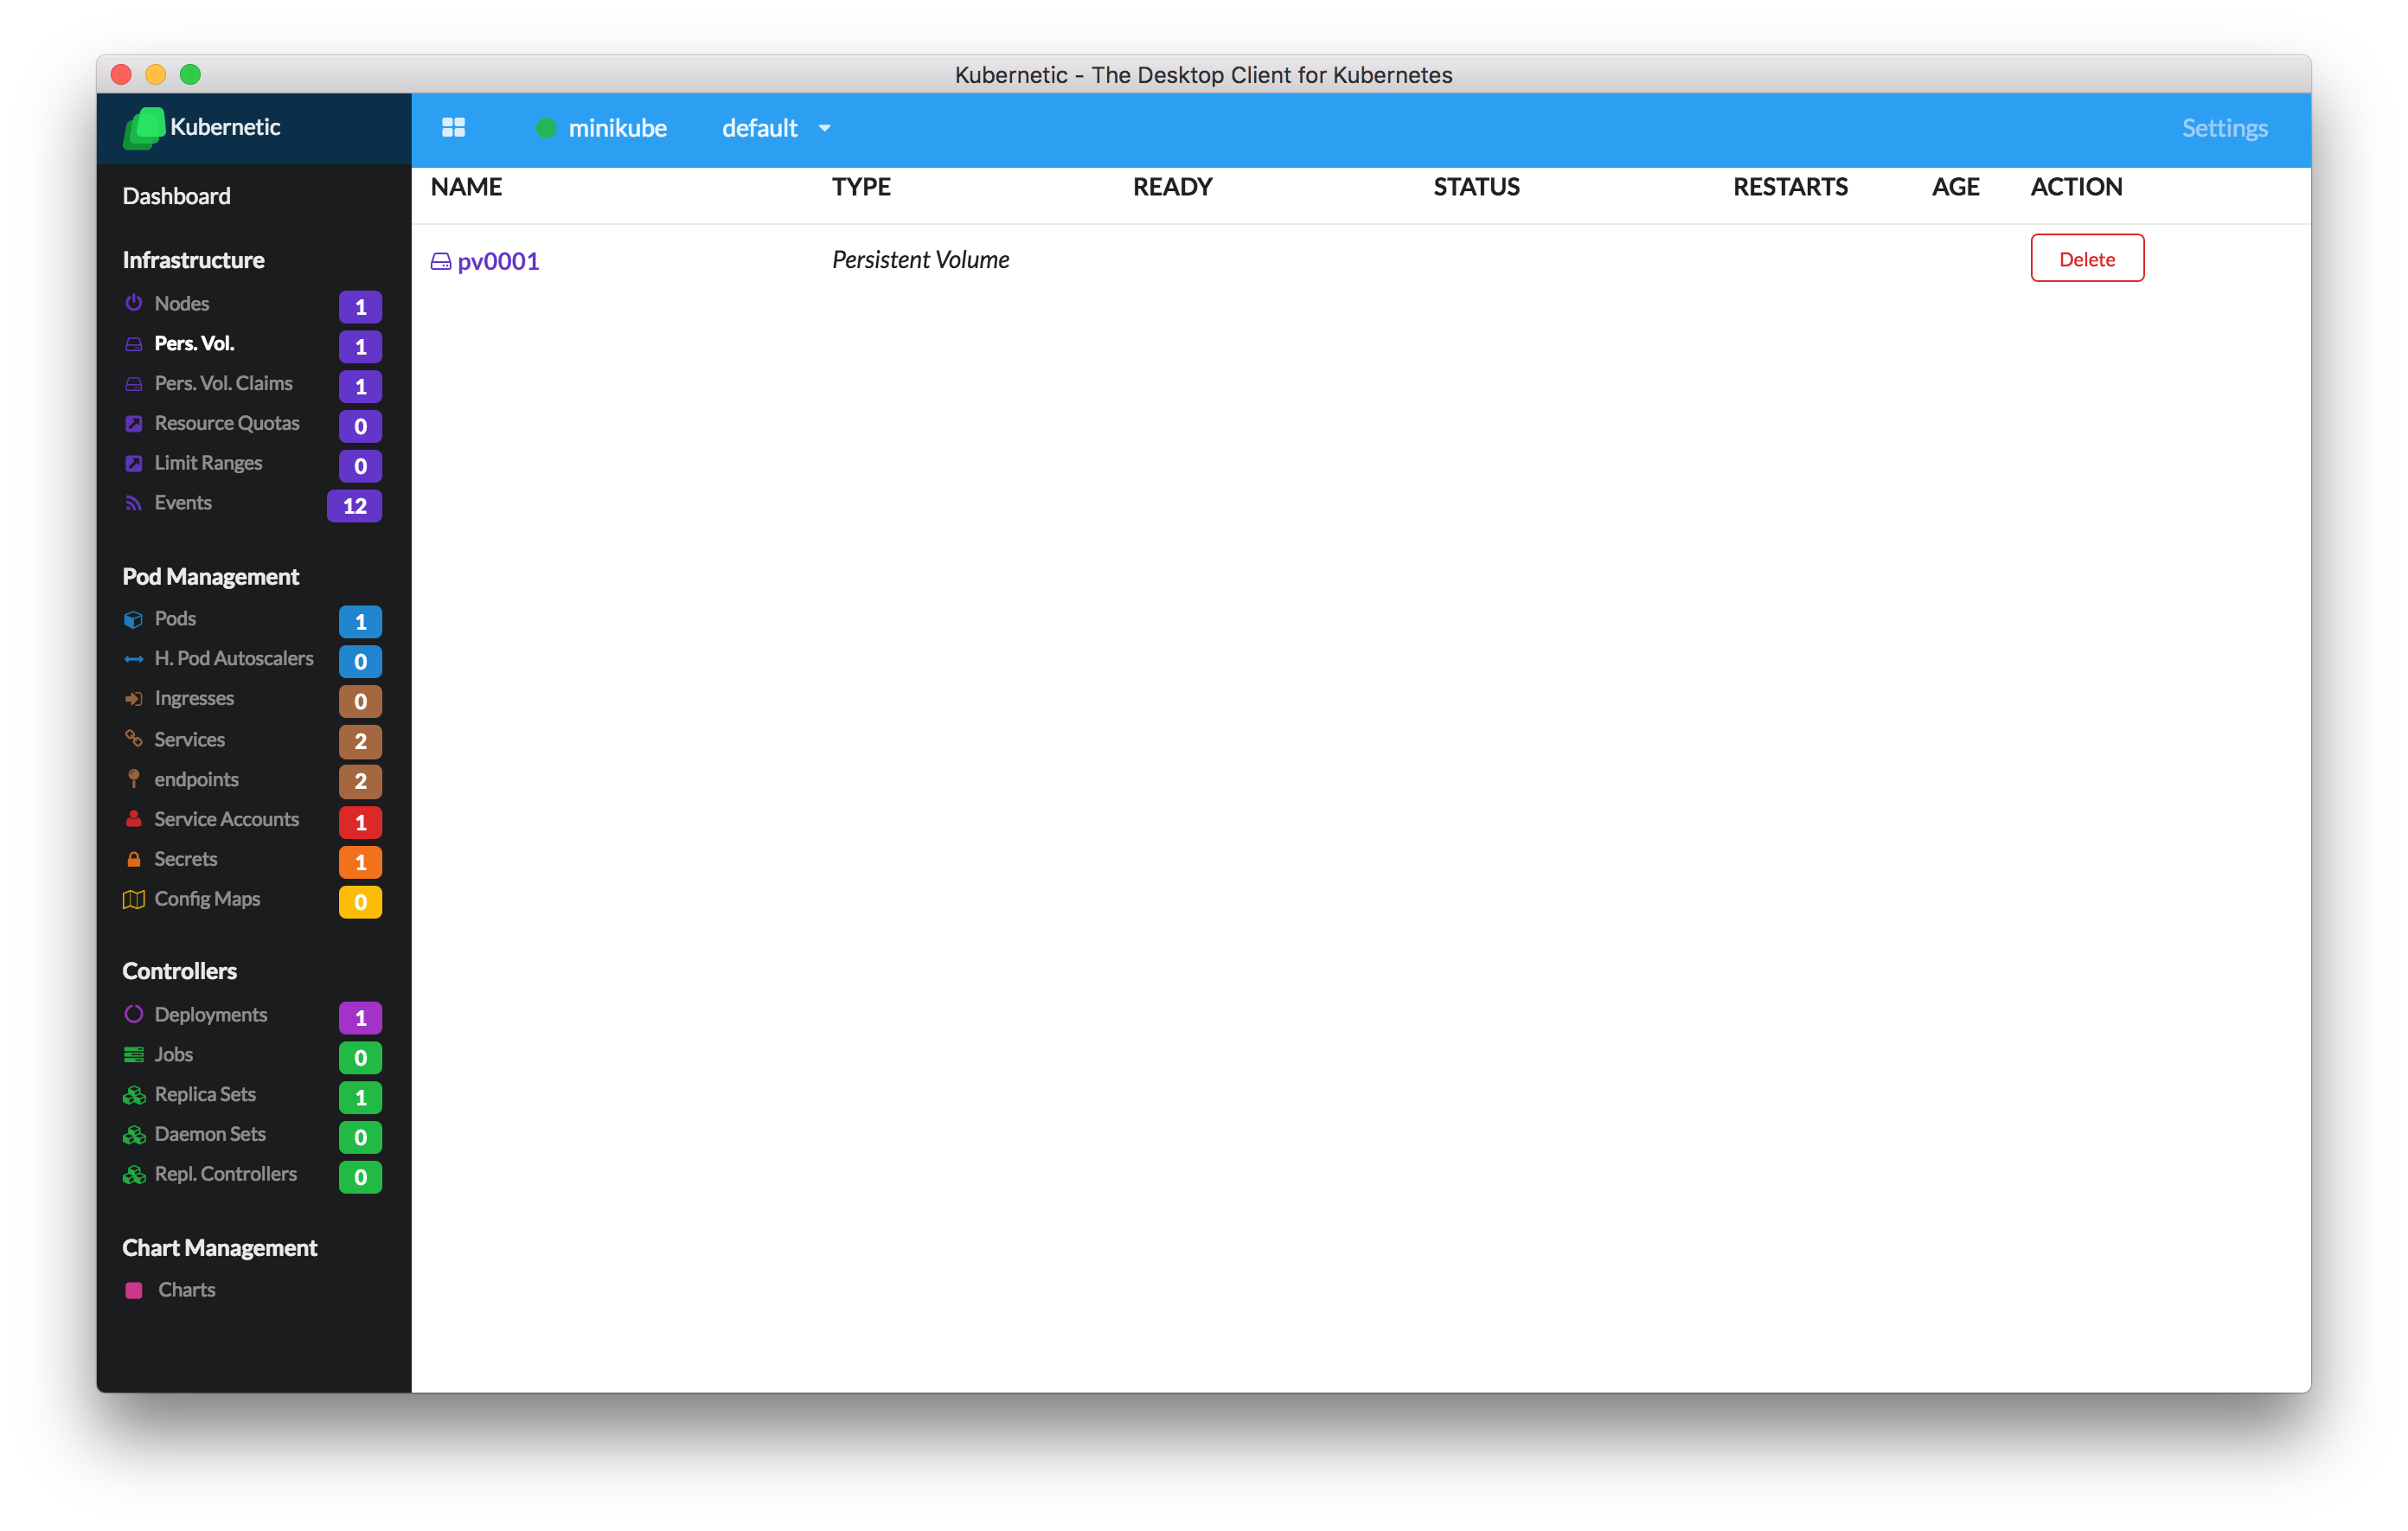 Kubernetic - The Desktop Client for Kubernetes
Kubernetic
minikube default Settings
Dashboard
Infrastructure
Nodes 1
Pers. Vol. 1
Pers. Vol. Claims 1
Resource Quotas 0
Limit Ranges 0
Events 12
Pod Management
Pods 1
H. Pod Autoscalers 0
Ingresses 0
Services 2
endpoints 2
Service Accounts 1
Secrets 1
Config Maps 0
Controllers
Deployments 1
Jobs 0
Replica Sets 1
Daemon Sets 0
Repl. Controllers 0
Chart Management
Charts
NAME TYPE READY STATUS RESTARTS AGE ACTION
pv0001 Persistent Volume Delete